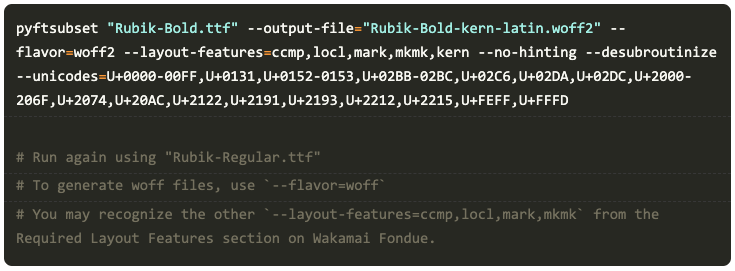 pyftsubset "Rubik-Bold.ttf" --output-file="Rubik-Bold-kern-latin.woff2" --
flavor=woff2 --layout-features=ccmp,locl,mark,mkmk,kern --no-hinting --desubroutinize
--unicodes=U+0000-00FF,U+0131,U+0152-0153,U+02BB-02BC,U+02C6,U+02DA,U+02DC,U+2000-
206F,U+2074,U+20AC,U+2122,U+2191,U+2193,U+2212,U+2215,U+FEFF,U+FFFD
# Run again using "Rubik-Regular.ttf"
# To generate woff files, use `--flavor=woff`
# You may recognize the other `--layout-features=ccmp,locl,mark,mkmk` from the
Required Layout Features section on Wakamai Fondue.